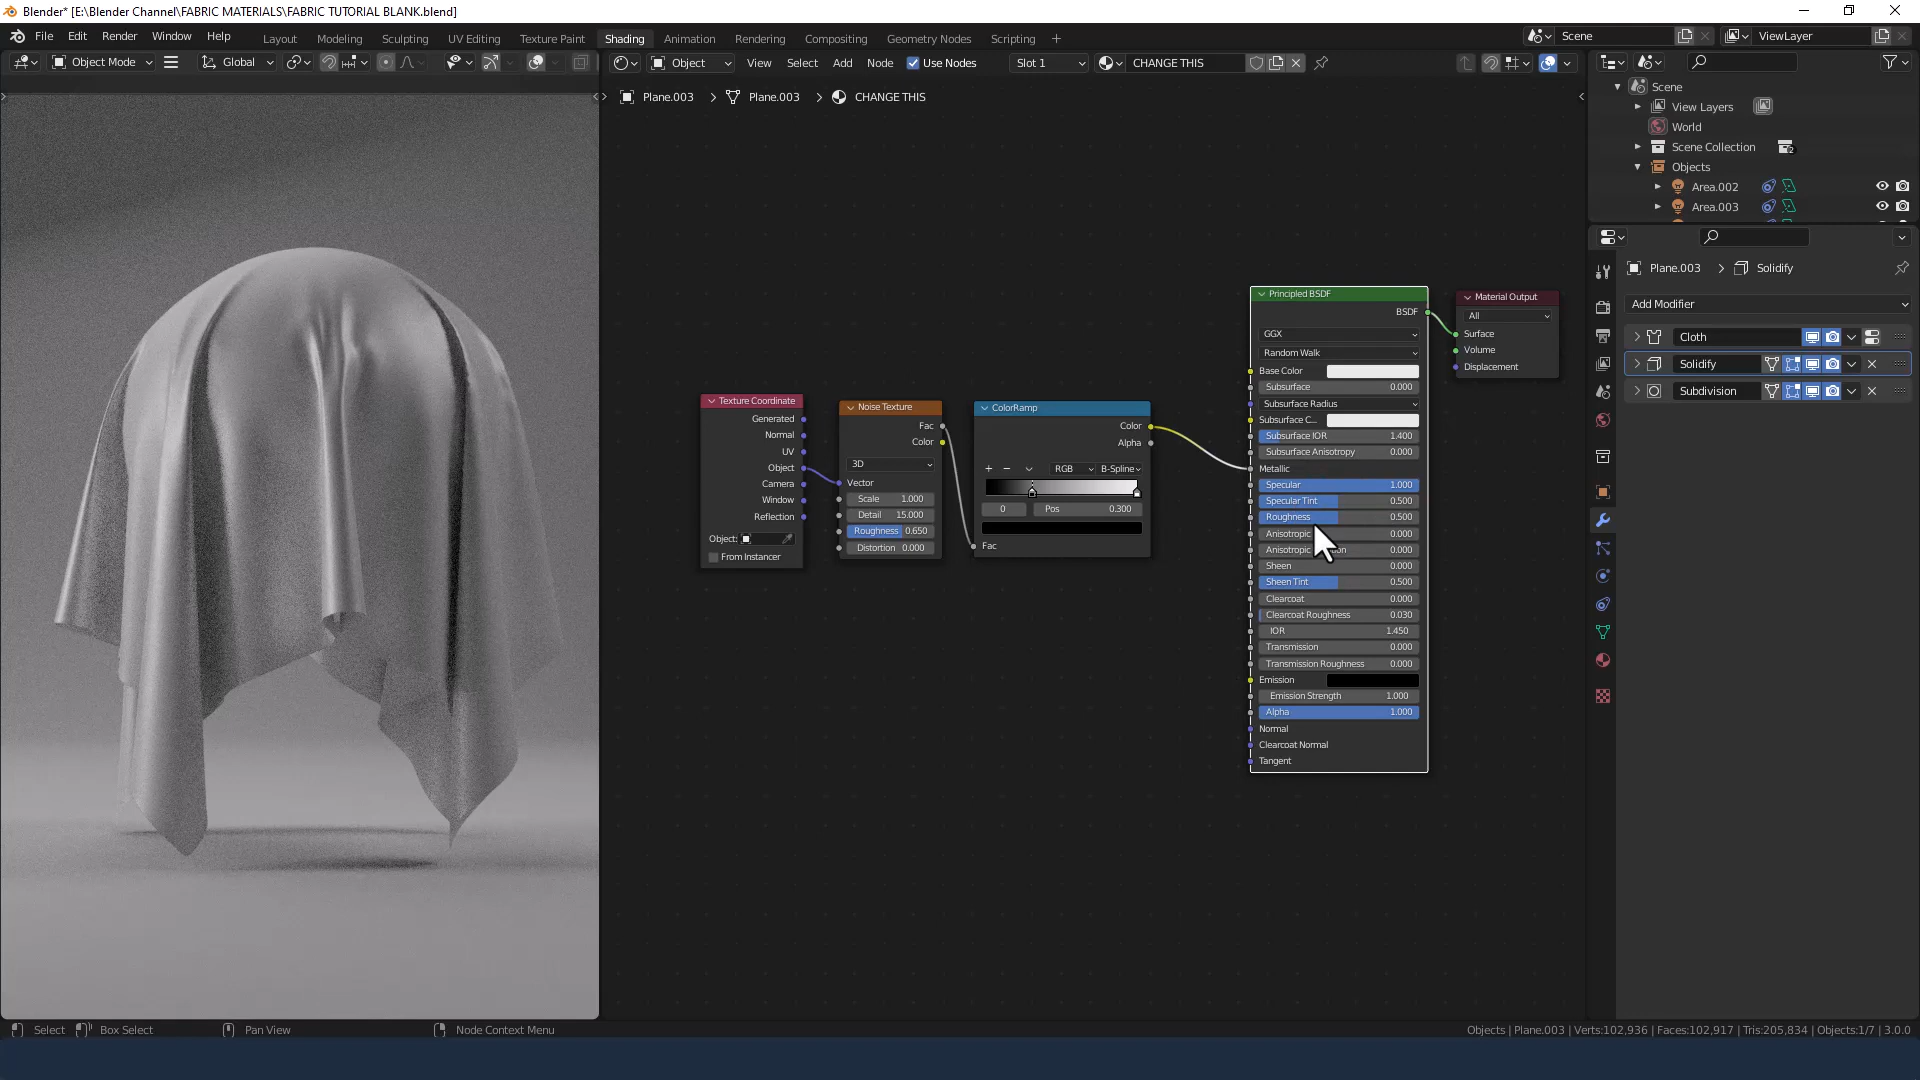 Blender* [E:\Blender Channel\FABRIC MATERIALS\FABRIC TUTORIAL BLANK.blend]
File Edit Render Window Help
Layout Modeling Sculpting UV Editing Texture Paint Shading Animation Rendering Compositing Geometry Nodes Scripting +
Scene
ViewLayer
Object Mode
Global
Object
View Select Add Node
Use Nodes
Slot 1
CHANGE THIS
Plane.003 > Plane.003 > CHANGE THIS
Scene
View Layers
World
Scene Collection
2
Objects
Area.002
Area.003
Plane.003 > Solidify
Add Modifier
Cloth
Solidify
Subdivision
Texture Coordinate
Generated
Normal
UV
Object
Camera
Window
Reflection
Object:
From Instancer
Noise Texture
Fac
Color
3D
Vector
Scale 1.000
Detail 15.000
Roughness 0.650
Distortion 0.000
ColorRamp
Color
Alpha
RGB
B-Spline
0
Pos 0.300
Fac
Principled BSDF
BSDF
GGX
Random Walk
Base Color
Subsurface 0.000
Subsurface Radius
Subsurface C...
Subsurface IOR 1.400
Subsurface Anisotropy 0.000
Metallic
Specular 1.000
Specular Tint 0.500
Roughness 0.500
Anisotropic 0.000
Anisotropic 0.000
Sheen 0.000
Sheen Tint 0.500
Clearcoat 0.000
Clearcoat Roughness 0.030
IOR 1.450
Transmission 0.000
Transmission Roughness 0.000
Emission
Emission Strength 1.000
Alpha 1.000
Normal
Clearcoat Normal
Tangent
Material Output
All
Surface
Volume
Displacement
Select
Box Select
Pan View
Node Context Menu
Objects | Plane.003 | Verts:102,936 | Faces:102,917 | Tris:205,834 | Objects:1/7 | 3.0.0